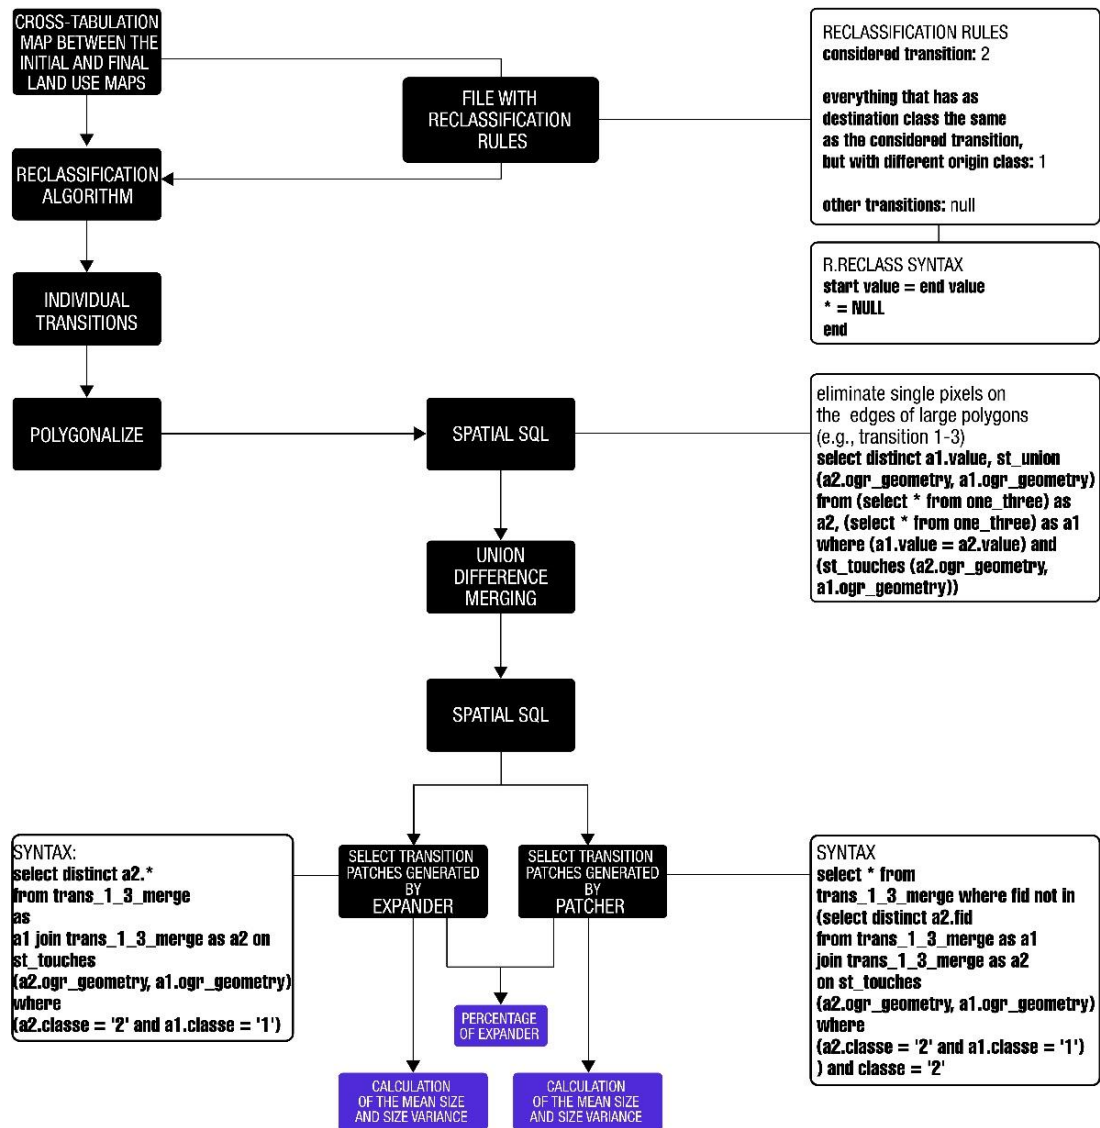 CROSS-TABULATION
MAP BETWEEN THE
INITIAL AND FINAL
LAND USE MAPS
FILE WITH
RECLASSIFICATION
RULES
RECLASSIFICATION RULES
considered transition: 2
everything that has as
destination class the same
as the considered transition,
but with different origin class: 1
other transitions: null
RECLASSIFICATION
ALGORITHM
R.RECLASS SYNTAX
start value = end value
* = NULL
end
INDIVIDUAL
TRANSITIONS
POLYGONALIZE
SPATIAL SQL
eliminate single pixels on
the edges of large polygons
(e.g., transition 1-3)
select distinct a1.value, st_union
(a2.ogr_geometry, a1.ogr_geometry)
from (select * from one_three) as
a2, (select * from one_three) as a1
where (a1.value = a2.value) and
(st_touches (a2.ogr_geometry,
a1.ogr_geometry))
UNION
DIFFERENCE
MERGING
SPATIAL SQL
SYNTAX:
select distinct a2.*
from trans_1_3_merge
as
a1 join trans_1_3_merge as a2 on
st_touches
(a2.ogr_geometry, a1.ogr_geometry)
where
(a2.classe = '2' and a1.classe = '1')
SELECT TRANSITION
PATCHES GENERATED
BY
EXPANDER
SELECT TRANSITION
PATCHES GENERATED
BY
PATCHER
SYNTAX
select * from
trans_1_3_merge where fid not in
(select distinct a2.fid
from trans_1_3_merge as a1
join trans_1_3_merge as a2
on st_touches
(a2.ogr_geometry, a1.ogr_geometry)
where
(a2.classe = '2' and a1.classe = '1')
) and classe = '2'
PERCENTAGE
OF EXPANDER
CALCULATION
OF THE MEAN SIZE
AND SIZE VARIANCE
CALCULATION
OF THE MEAN SIZE
AND SIZE VARIANCE